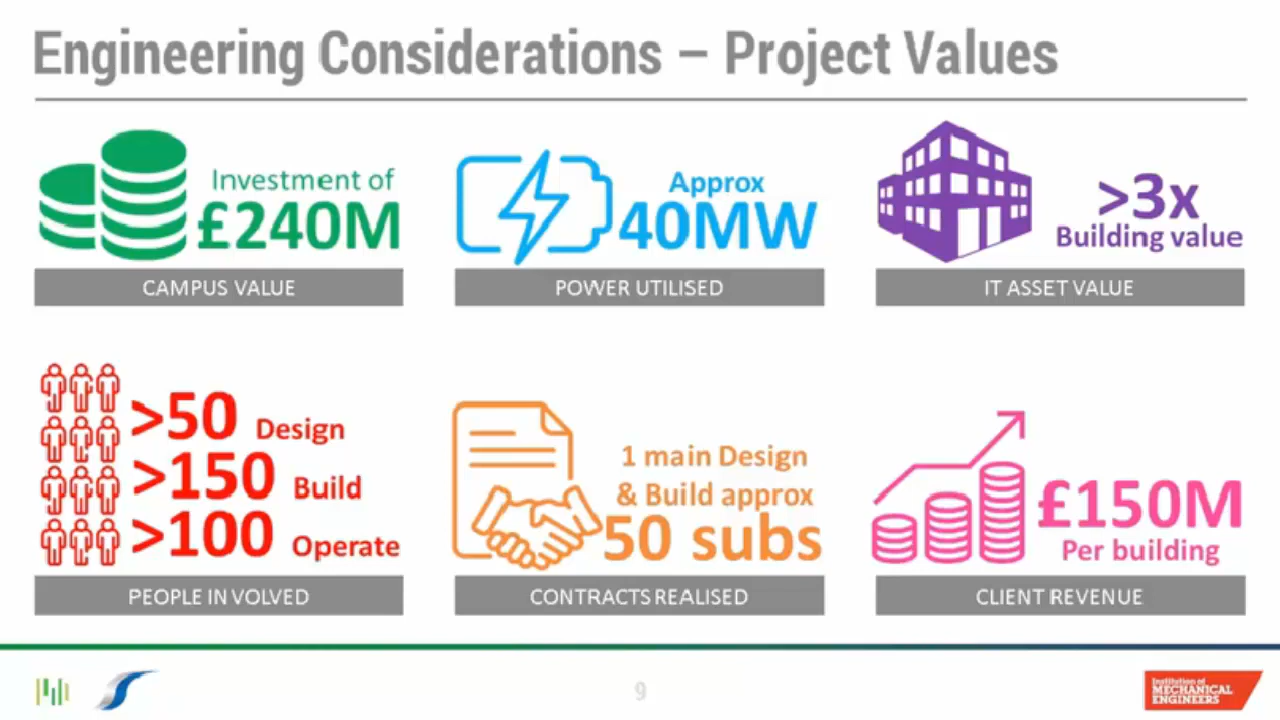 Engineering Considerations – Project Values
Investment of
£240M
CAMPUS VALUE
Approx
40MW
POWER UTILISED
>3x
Building value
IT ASSET VALUE
>50 Design
>150 Build
>100 Operate
PEOPLE INVOLVED
1 main Design
& Build approx
50 subs
CONTRACTS REALISED
£150M
Per building
CLIENT REVENUE
9
Institution of
MECHANICAL
ENGINEERS